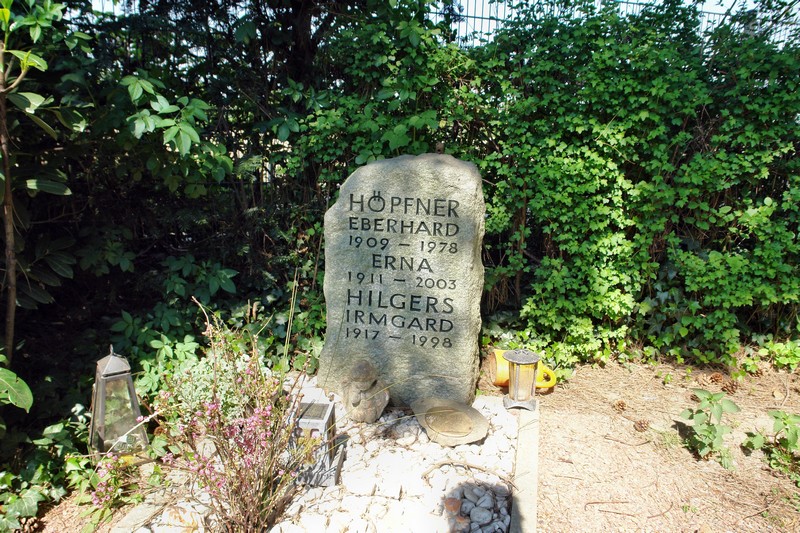 HÖPFNER
EBERHARD
1909 – 1978
ERNA
1911 – 2003
HILGERS
IRMGARD
1917 – 1998